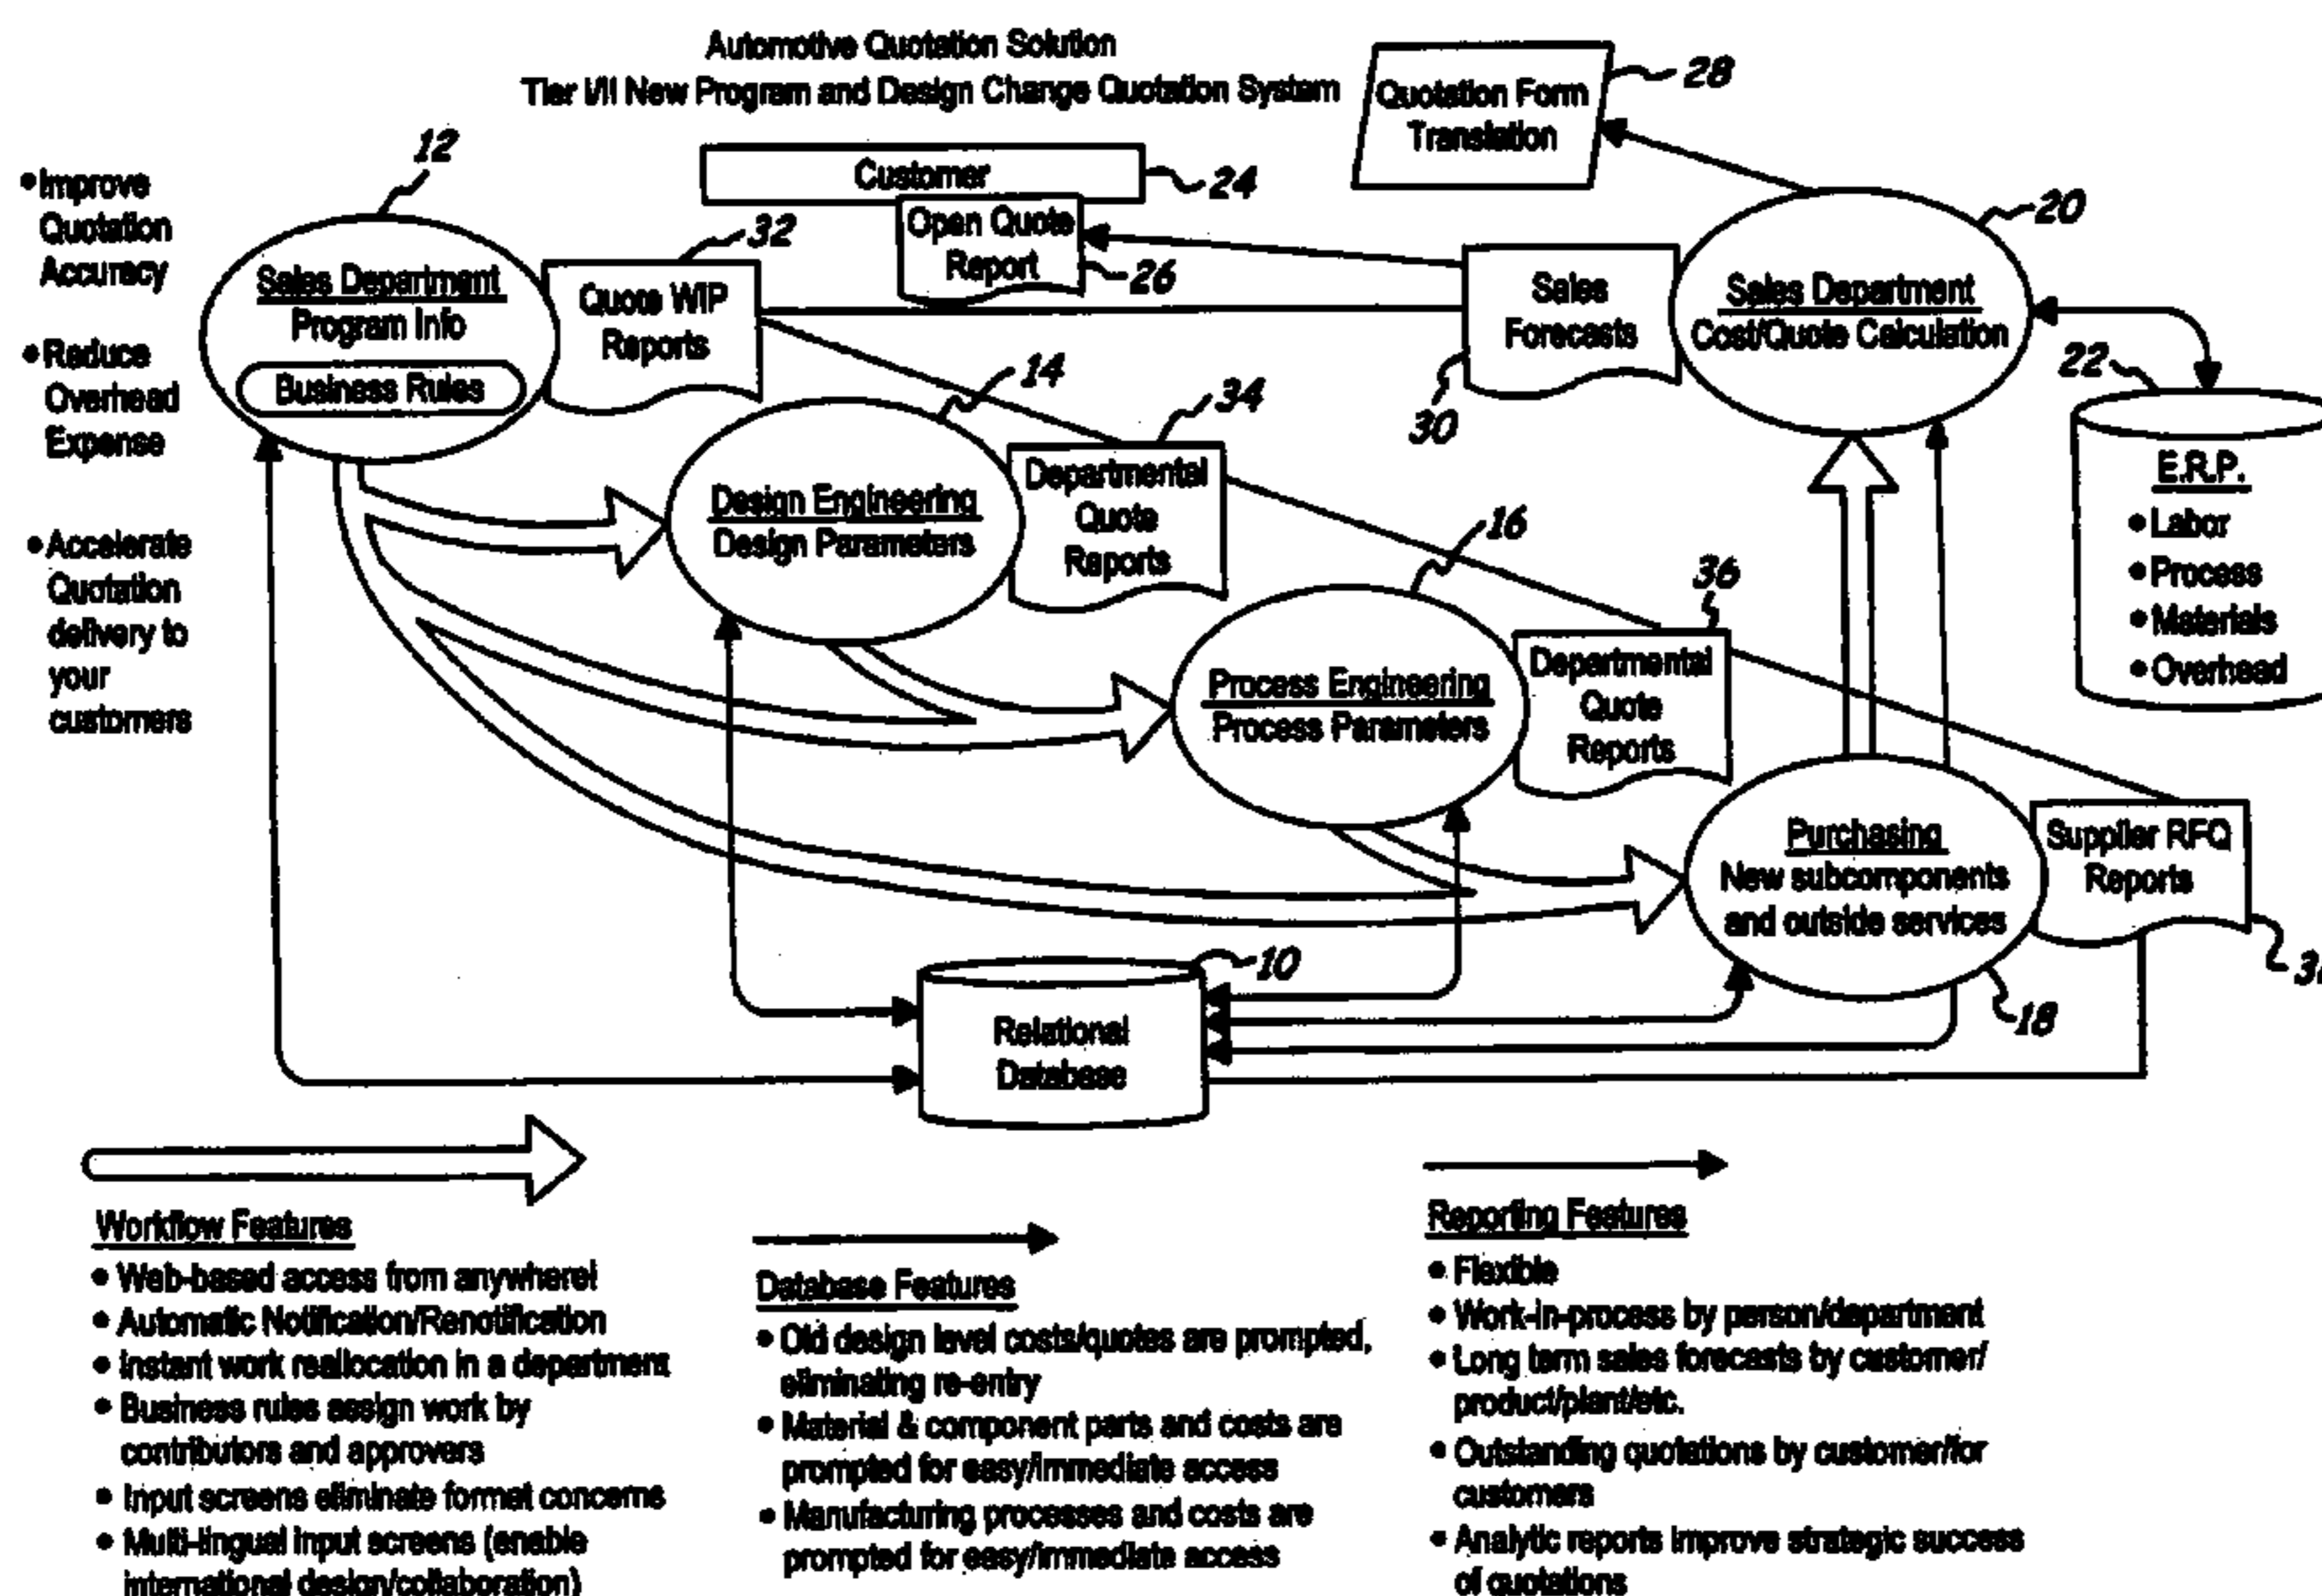 Automotive Quotation Solution
Tier I/II New Program and Design Change Quotation System
Quotation Form
Translation
28
12
Customer
24
• Improve
Quotation
Accuracy
• Reduce
Overhead
Expense
• Accelerate
Quotation
delivery to
your
customers
Sales Department
Program Info
Business Rules
32
Quote WIP
Reports
Open Quote
Report
26
Sales
Forecasts
30
20
Sales Department
Cost/Quote Calculation
22
E.R.P.
• Labor
• Process
• Materials
• Overhead
14
Design Engineering
Design Parameters
34
Departmental
Quote
Reports
16
Process Engineering
Process Parameters
36
Departmental
Quote
Reports
Purchasing
New subcomponents
and outside services
18
Supplier RFQ
Reports
10
Relational
Database
Workflow Features
• Web-based access from anywhere!
• Automatic Notification/Renotification
• Instant work reallocation in a department
• Business rules assign work by
contributors and approvers
• Input screens eliminate format concerns
• Multi-lingual input screens (enable
international design/collaboration)
Database Features
• Old design level costs/quotes are prompted,
eliminating re-entry
• Material & component parts and costs are
prompted for easy/immediate access
• Manufacturing processes and costs are
prompted for easy/immediate access
Reporting Features
• Flexible
• Work-in-process by person/department
• Long term sales forecasts by customer/
product/plant/etc.
• Outstanding quotations by customer/for
customers
• Analytic reports improve strategic success
of quotations